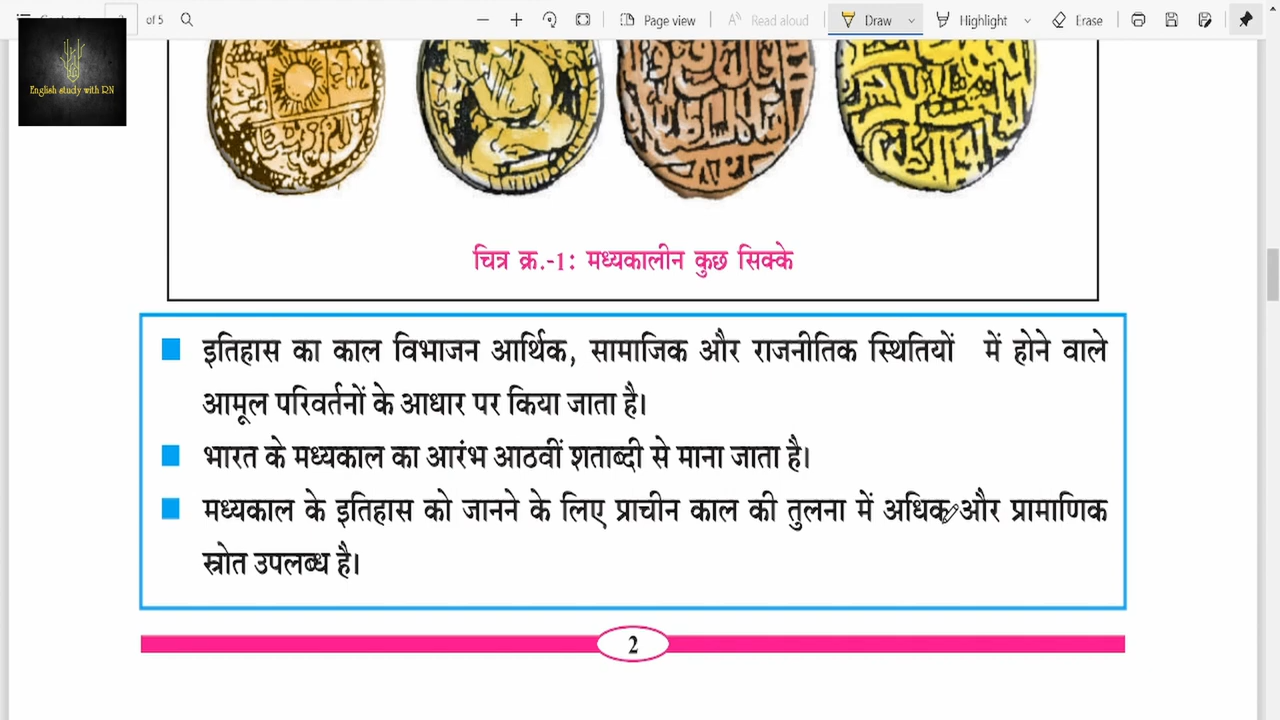 of 5
Page view
Read aloud
Draw
Highlight
Erase
English study with RN
चित्र क्र.-1: मध्यकालीन कुछ सिक्के
इतिहास का काल विभाजन आर्थिक, सामाजिक और राजनीतिक स्थितियों में होने वाले
आमूल परिवर्तनों के आधार पर किया जाता है।
भारत के मध्यकाल का आरंभ आठवीं शताब्दी से माना जाता है।
मध्यकाल के इतिहास को जानने के लिए प्राचीन काल की तुलना में अधिक और प्रामाणिक
स्रोत उपलब्ध है।
2